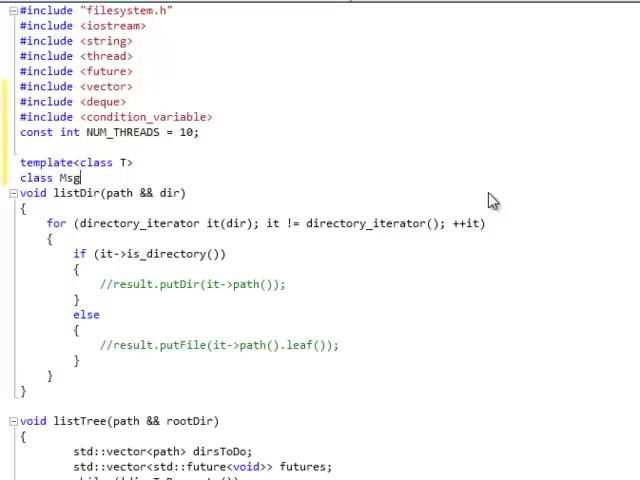 #include "filesystem.h"
#include <iostream>
#include <string>
#include <thread>
#include <future>
#include <vector>
#include <deque>
#include <condition_variable>
const int NUM_THREADS = 10;
template<class T>
class Msg
void listDir(path && dir)
{
for (directory_iterator it(dir); it != directory_iterator(); ++it)
{
if (it->is_directory())
{
//result.putDir(it->path());
}
else
{
//result.putFile(it->path().leaf());
}
}
}
void listTree(path && rootDir)
{
std::vector<path> dirsToDo;
std::vector<std::future<void>> futures;